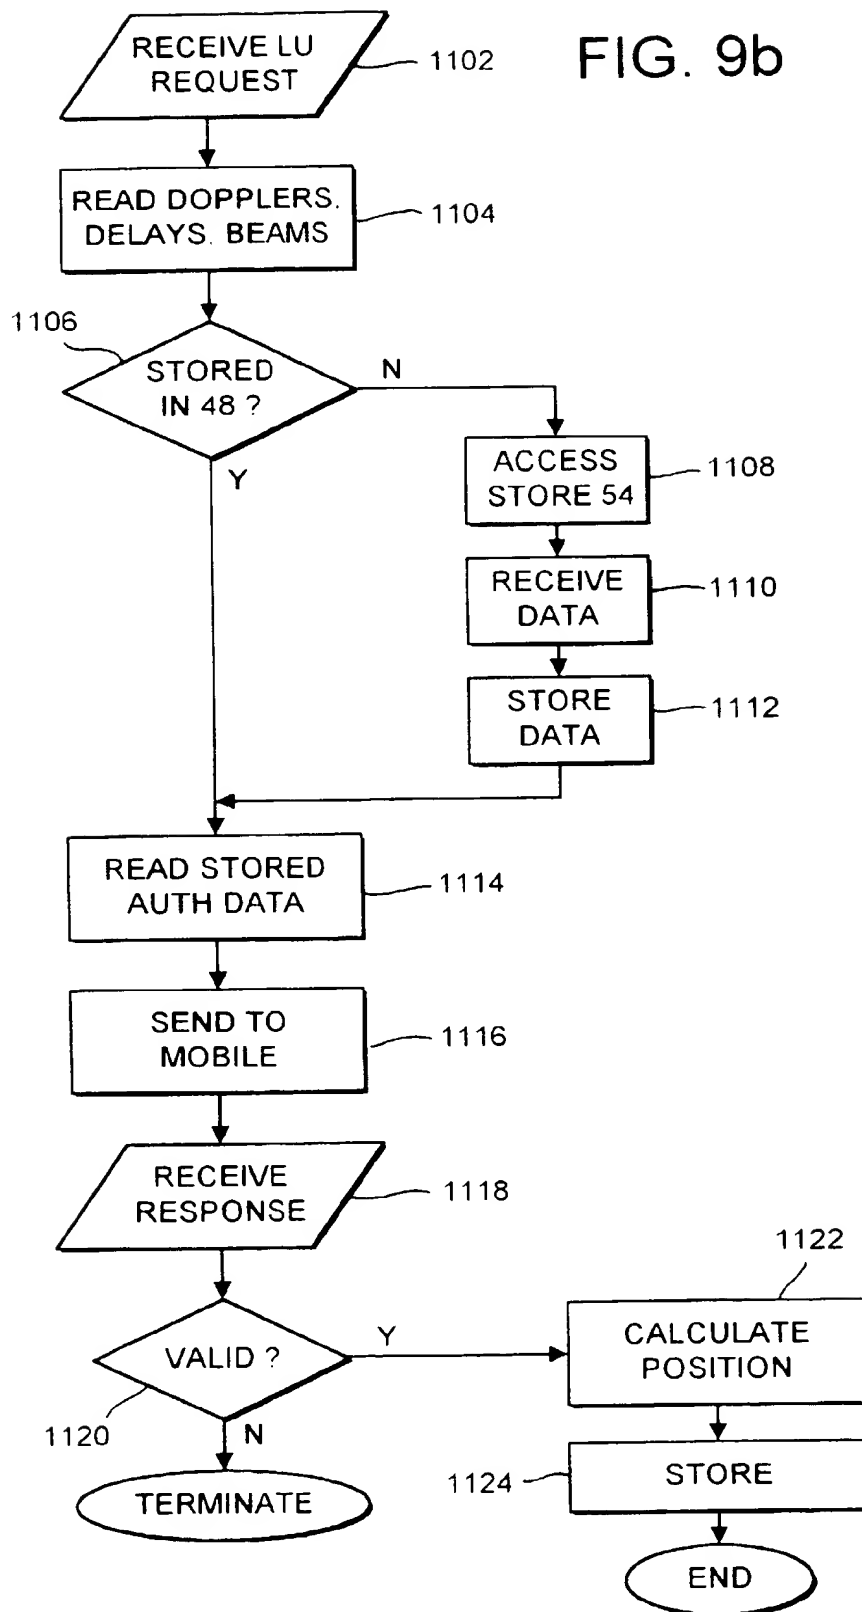 FIG. 9b
RECEIVE LU
REQUEST
1102
READ DOPPLERS.
DELAYS. BEAMS
1104
1106
STORED
IN 48 ?
N
Y
ACCESS
STORE 54
1108
RECEIVE
DATA
1110
STORE
DATA
1112
READ STORED
AUTH DATA
1114
SEND TO
MOBILE
1116
RECEIVE
RESPONSE
1118
VALID ?
Y
1120
N
TERMINATE
1122
CALCULATE
POSITION
1124
STORE
END